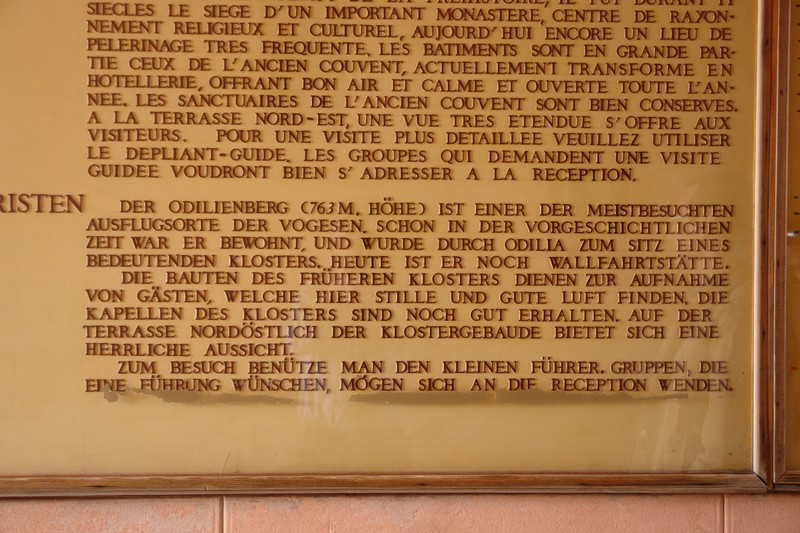 SIECLES LE SIEGE D'UN IMPORTANT MONASTERE, CENTRE DE RAYON-
NEMENT RELIGIEUX ET CULTUREL, AUJOURD'HUI ENCORE UN LIEU DE
PELERINAGE TRES FREQUENTE. LES BATIMENTS SONT EN GRANDE PAR-
TIE CEUX DE L'ANCIEN COUVENT, ACTUELLEMENT TRANSFORME EN
HOTELLERIE, OFFRANT BON AIR ET CALME ET OUVERTE TOUTE L'AN-
NEE. LES SANCTUAIRES DE L'ANCIEN COUVENT SONT BIEN CONSERVES.
A LA TERRASSE NORD-EST, UNE VUE TRES ETENDUE S'OFFRE AUX
VISITEURS. POUR UNE VISITE PLUS DETAILLEE VEUILLEZ UTILISER
LE DEPLIANT-GUIDE. LES GROUPES QUI DEMANDENT UNE VISITE
GUIDEE VOUDRONT BIEN S'ADRESSER A LA RECEPTION.
RISTEN
DER ODILIENBERG (763 M. HÖHE) IST EINER DER MEISTBESUCHTEN
AUSFLUGSORTE DER VOGESEN. SCHON IN DER VORGESCHICHTLICHEN
ZEIT WAR ER BEWOHNT, UND WURDE DURCH ODILIA ZUM SITZ EINES
BEDEUTENDEN KLOSTERS. HEUTE IST ER NOCH WALLFAHRTSTÄTTE.
DIE BAUTEN DES FRÜHEREN KLOSTERS DIENEN ZUR AUFNAHME
VON GÄSTEN, WELCHE HIER STILLE UND GUTE LUFT FINDEN, DIE
KAPELLEN DES KLOSTERS SIND NOCH GUT ERHALTEN. AUF DER
TERRASSE NORDÖSTLICH DER KLOSTERGEBAUDE BIETET SICH EINE
HERRLICHE AUSSICHT.
ZUM BESUCH BENÜTZE MAN DEN KLEINEN FÜHRER. GRUPPEN, DIE
EINE FÜHRUNG WÜNSCHEN, MÖGEN SICH AN DIE RECEPTION WENDEN.